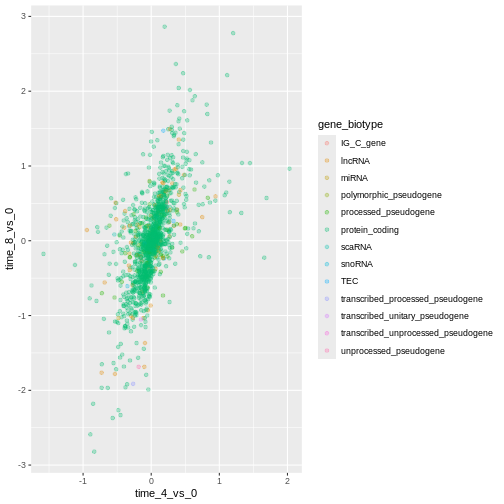 3
2
1
0
-1
-2
-3
-1
0
1
2
time_4_vs_0
time_8_vs_0
gene_biotype
IG_C_gene
lncRNA
miRNA
polymorphic_pseudogene
processed_pseudogene
protein_coding
scaRNA
snoRNA
TEC
transcribed_processed_pseudogene
transcribed_unitary_pseudogene
transcribed_unprocessed_pseudogene
unprocessed_pseudogene